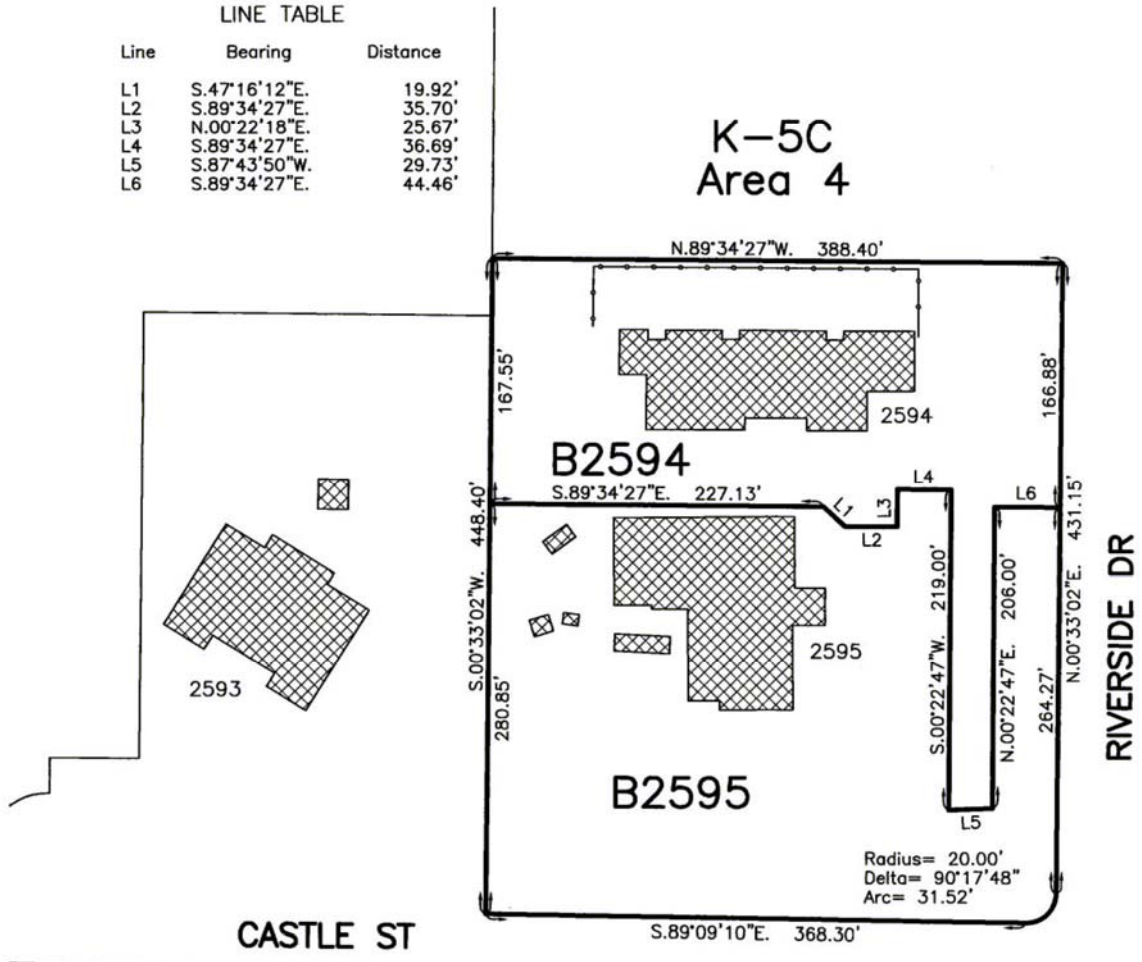 LINE TABLE
Line Bearing Distance
L1 S.47°16'12"E. 19.92'
L2 S.89°34'27"E. 35.70'
L3 N.00°22'18"E. 25.67'
L4 S.89°34'27"E. 36.69'
L5 S.87°43'50"W. 29.73'
L6 S.89°34'27"E. 44.46'
K-5C
Area 4
N.89°34'27"W. 388.40'
167.55'
166.88'
2594
B2594
S.89°34'27"E. 227.13'
L1
L2
L3
L4
L6
S.00°33'02"W. 448.40'
N.00°33'02"E. 431.15'
S.00°22'47"W. 219.00'
N.00°22'47"E. 206.00'
280.85'
264.27'
RIVERSIDE DR
2593
2595
B2595
L5
Radius= 20.00'
Delta= 90°17'48"
Arc= 31.52'
CASTLE ST
S.89°09'10"E. 368.30'